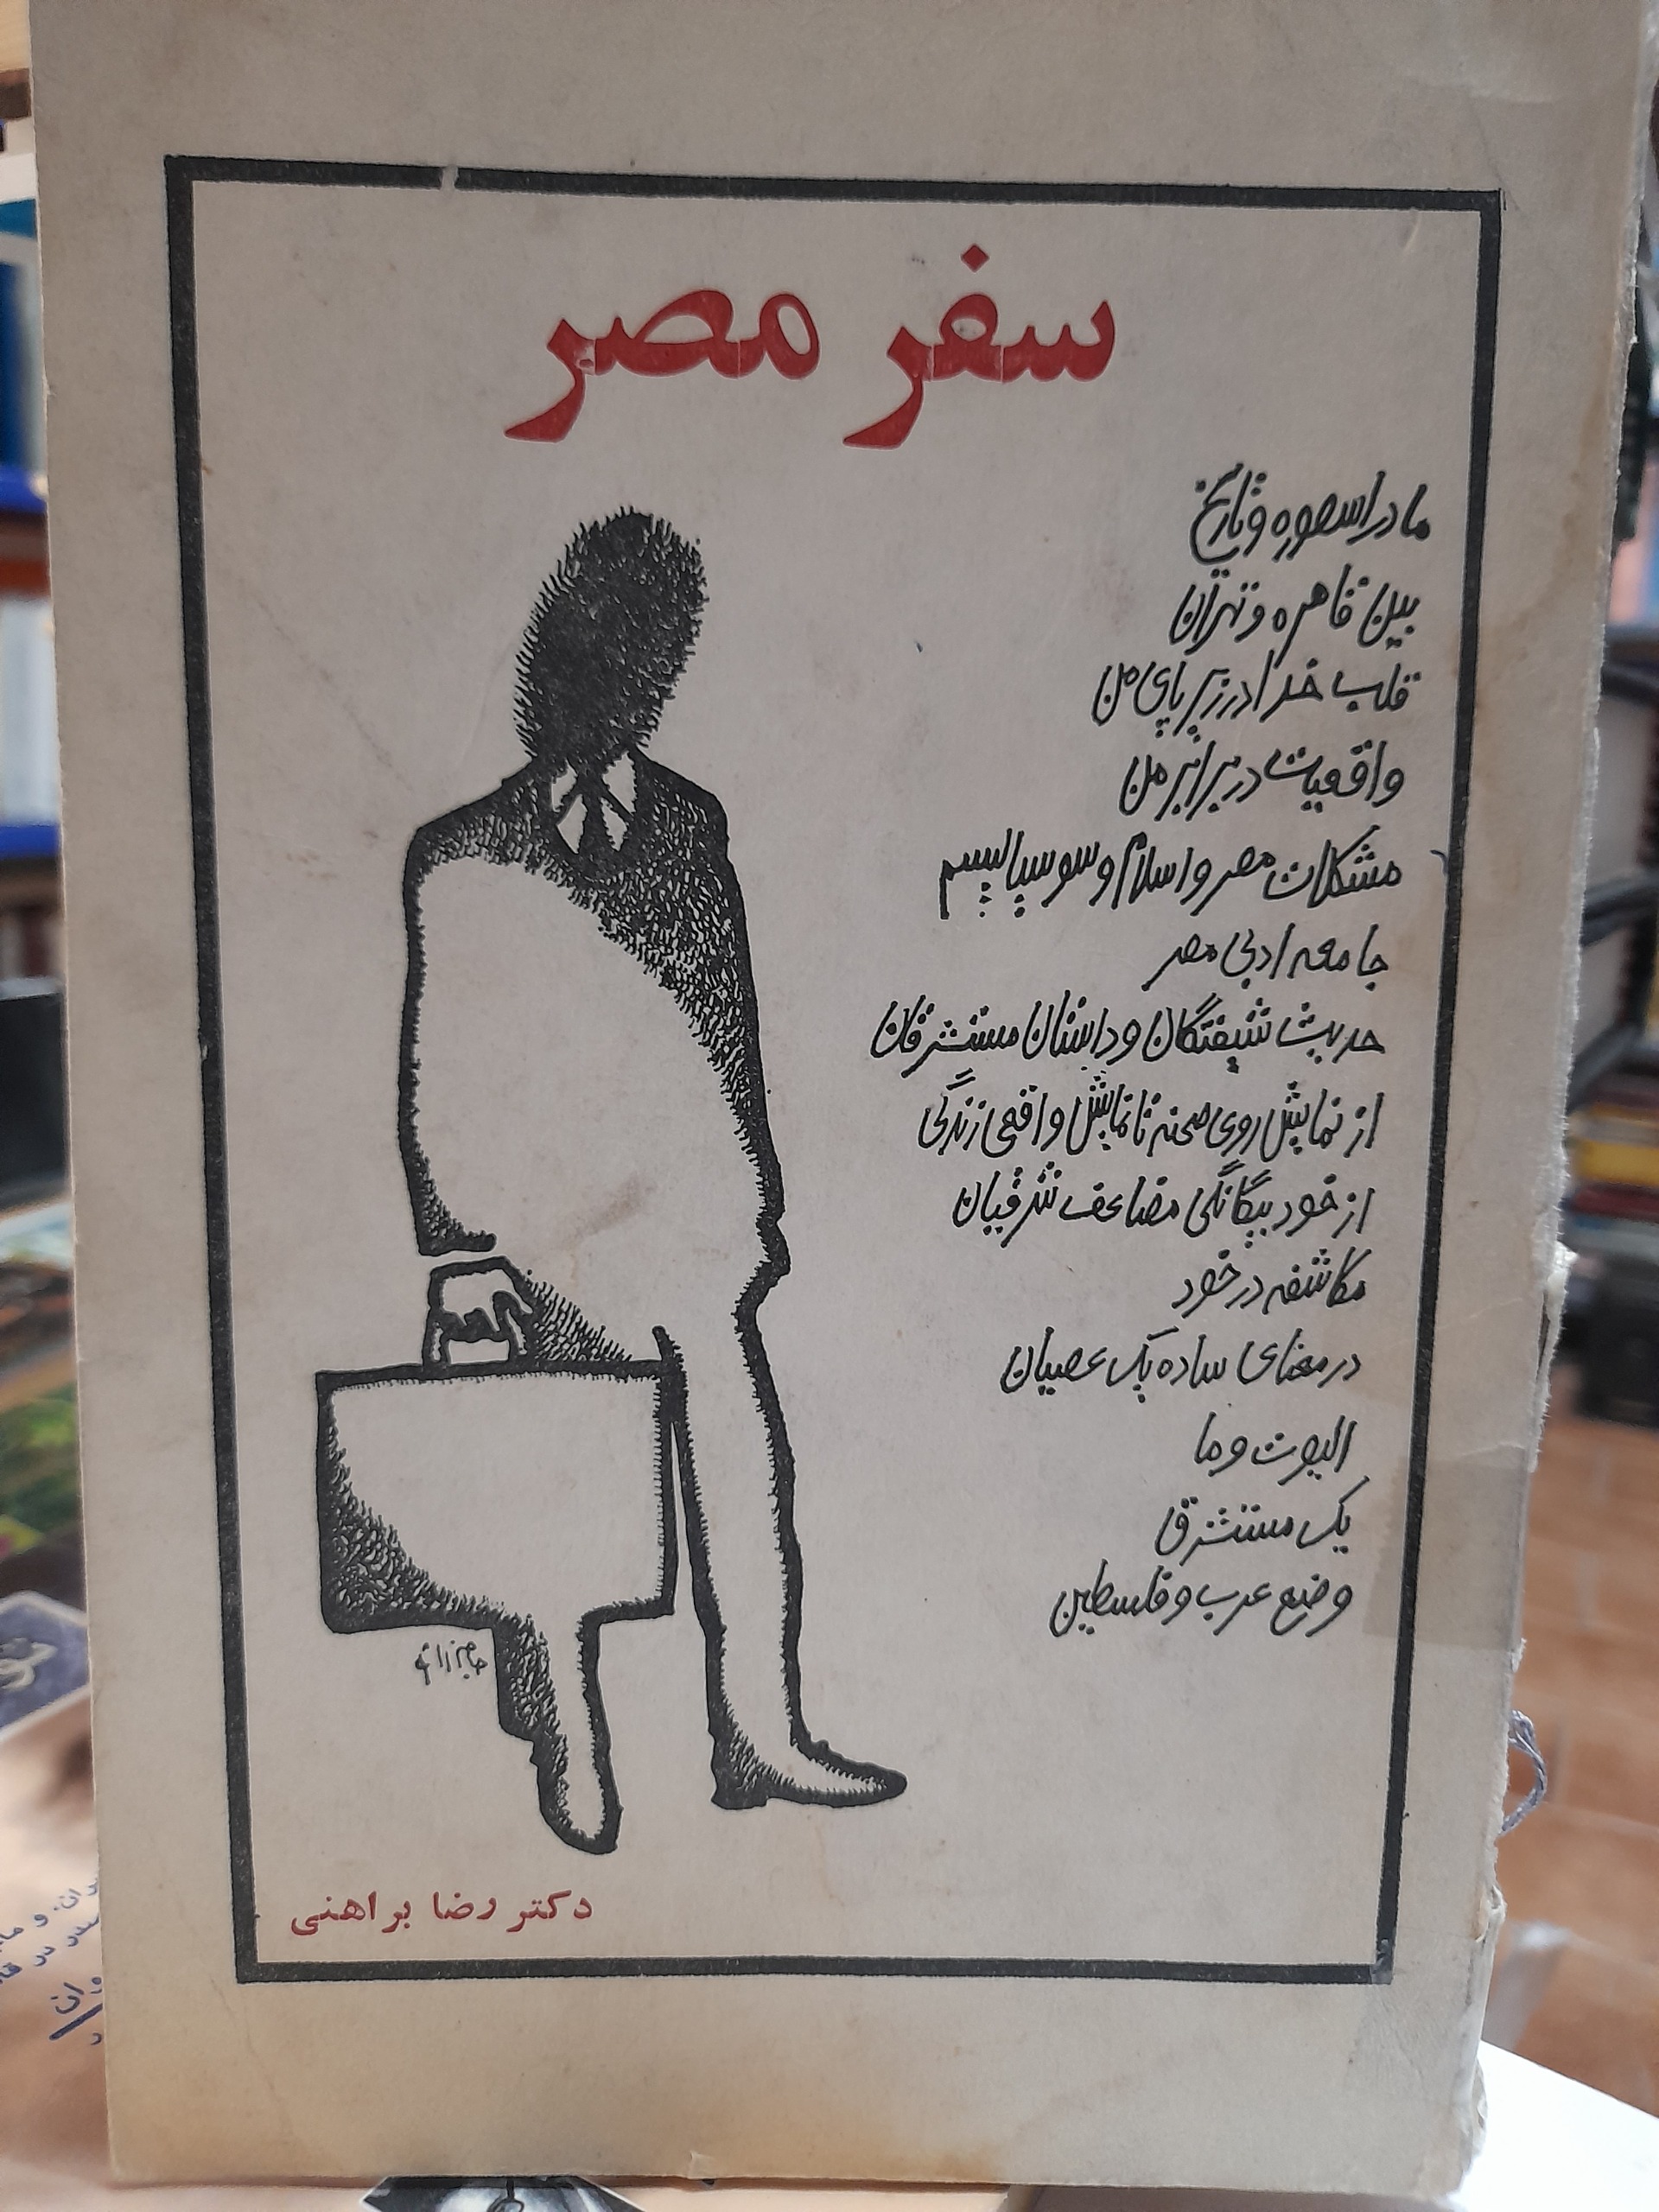 سفر مصر
ما در اسطوره و تاریخ
بین قاهره و تهران
قلب خدا در زیر پای من
واقعیات در برابر من
مشکلات مصر و اسلام و سوسیالیسم
جامعه ادبی مصر
حدیث شیفتگان و داستان مستشرقان
از نمایش روی صحنه تا نمایش واقعی زندگی
از خود بیگانگی مضاعف شرقیان
مکاشفه در خود
در معنای ساده یک عصیان
الیوت و ما
یک مستشرق
وضع عرب و فلسطین
دکتر رضا براهنی